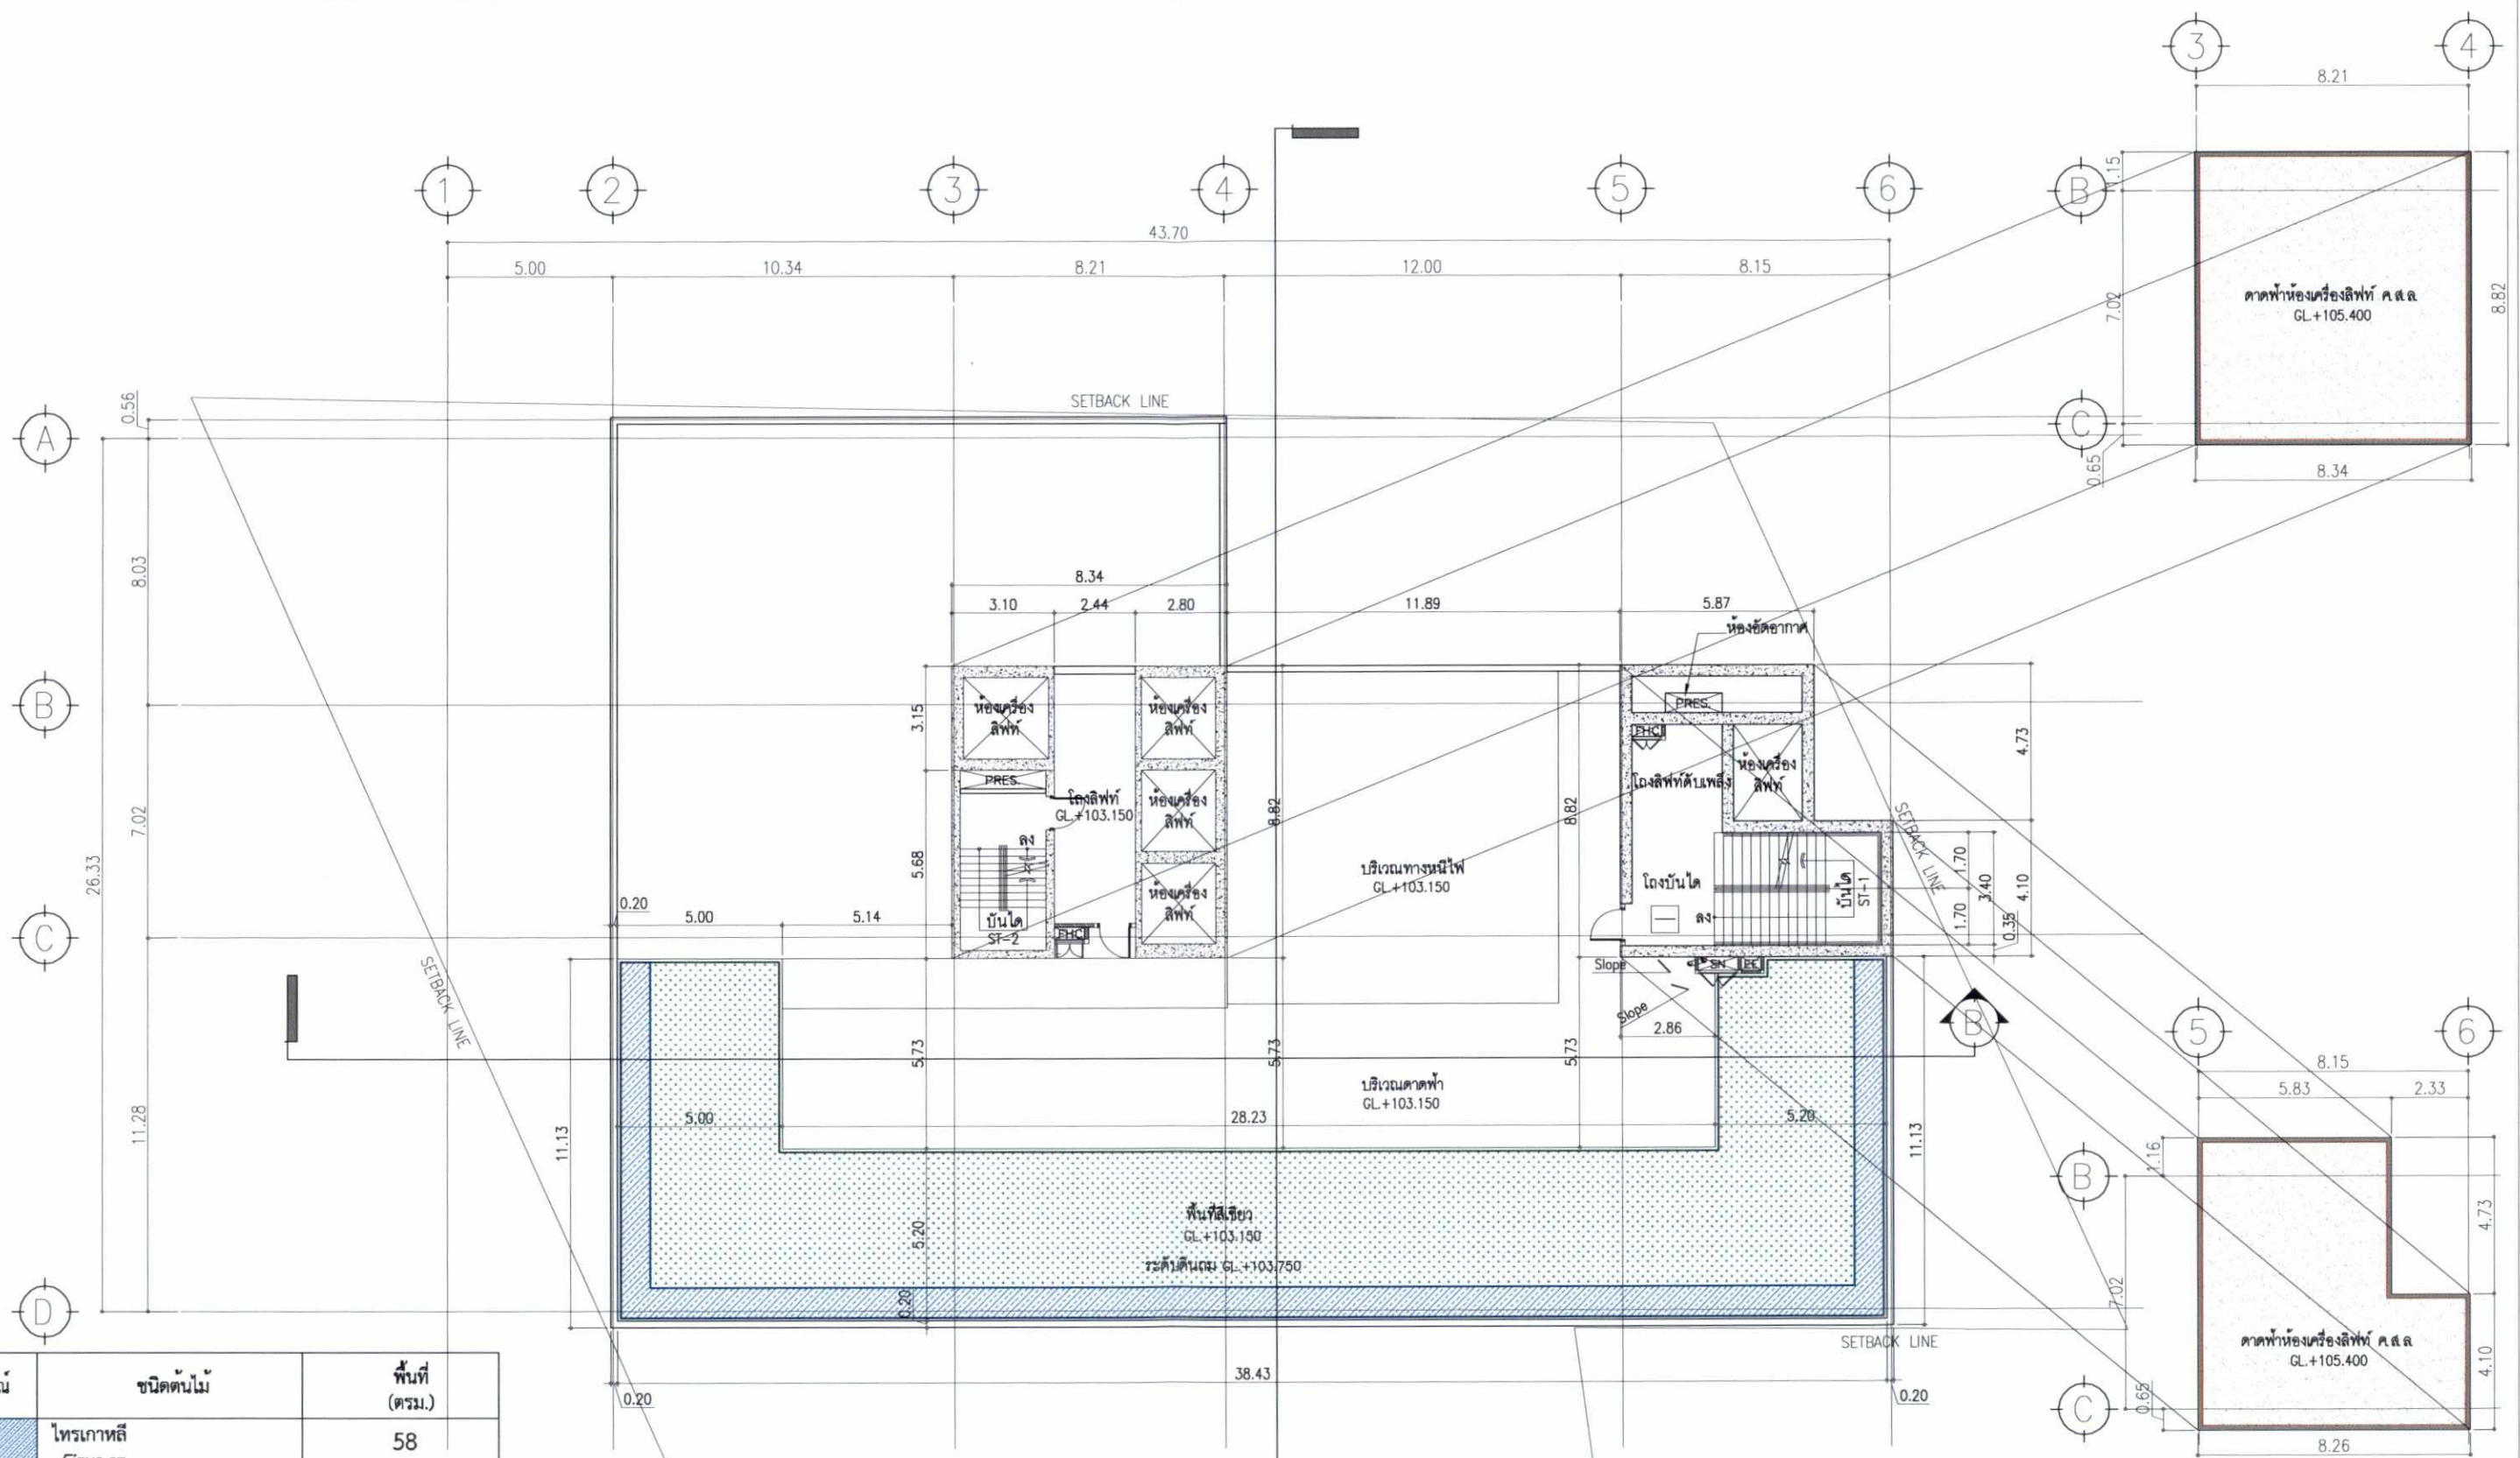 3
4
8.21
1
2
3
4
5
6
B
1.15
43.70
5.00
10.34
8.21
12.00
8.15
7.02
ดาดฟ้าห้องเครื่องลิฟท์ ค.ส.ล.
GL.+105.400
8.82
0.56
SETBACK LINE
A
C
0.65
8.34
8.03
8.34
3.10
2.44
2.80
11.89
5.87
ห้องอัดอากาศ
B
3.15
ห้องเครื่อง
ลิฟท์
ห้องเครื่อง
ลิฟท์
PRES.
FHC
4.73
PRES.
โถงลิฟท์
GL.+103.150
ห้องเครื่อง
ลิฟท์
โถงลิฟท์ดับเพลิง
ห้องเครื่อง
ลิฟท์
7.02
26.33
8.82
8.82
SETBACK LINE
ลง
5.68
บริเวณทางหนีไฟ
GL.+103.150
โถงบันได
บันได
ST-1
1.70
3.40
4.10
1.70
0.35
ห้องเครื่อง
ลิฟท์
0.20
5.00
5.14
บันได
ST-2
FHC
ลง
C
SETBACK LINE
Slope
SN
Slope
2.86
B
5
6
8.15
5.73
5.73
5.73
บริเวณดาดฟ้า
GL.+103.150
5.83
2.33
11.28
11.13
5.00
28.23
5.20
11.13
1.16
B
4.73
พื้นที่สีเขียว
GL.+103.150
5.20
ระดับดินถม GL.+103.750
7.02
D
0.20
SETBACK LINE
ดาดฟ้าห้องเครื่องลิฟท์ ค.ส.ล.
GL.+105.400
4.10
38.43
0.20
0.20
0.65
C
8.26
ชนิดต้นไม้
พื้นที่
(ตรม.)
ไทรเกาหลี
58